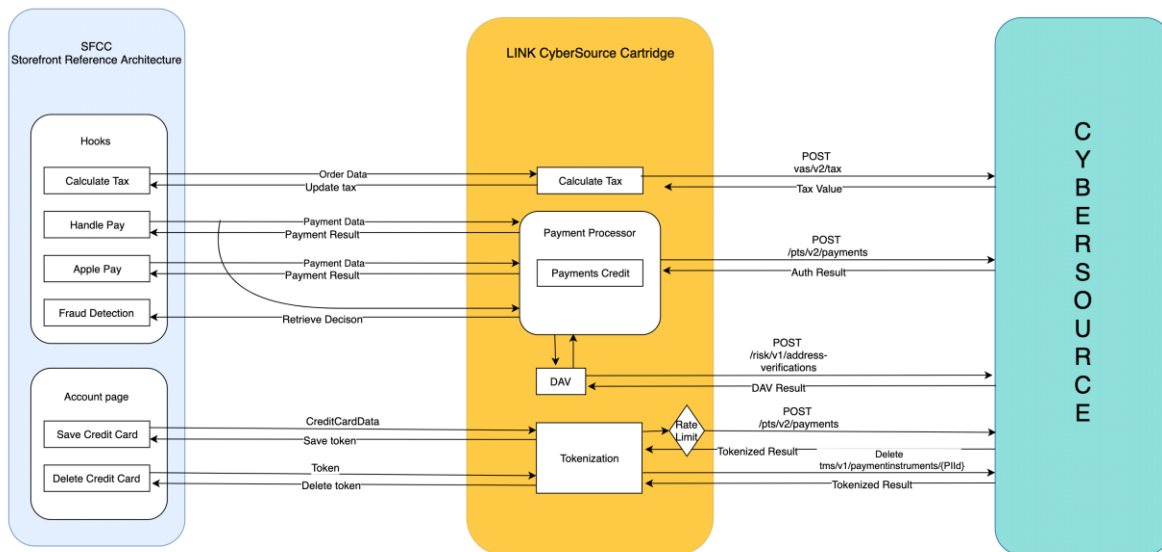 SFCC
Storefront Reference Architecture
LINK CyberSource Cartridge
C
Y
B
E
R
S
O
U
R
C
E
Hooks
Calculate Tax
Order Data
Update tax
Calculate Tax
POST
vas/v2/tax
Tax Value
Handle Pay
Payment Data
Payment Result
Payment Processor
Payments Credit
POST
/pts/v2/payments
Auth Result
Apple Pay
Payment Data
Payment Result
Fraud Detection
Retrieve Decison
DAV
POST
/risk/v1/address-
verifications
DAV Result
Account page
Save Credit Card
CreditCardData
Save token
Tokenization
Rate
Limit
POST
/pts/v2/payments
Tokenized Result
Delete Credit Card
Token
Delete token
Delete
tms/v1/paymentinstruments/{PIId}
Tokenized Result